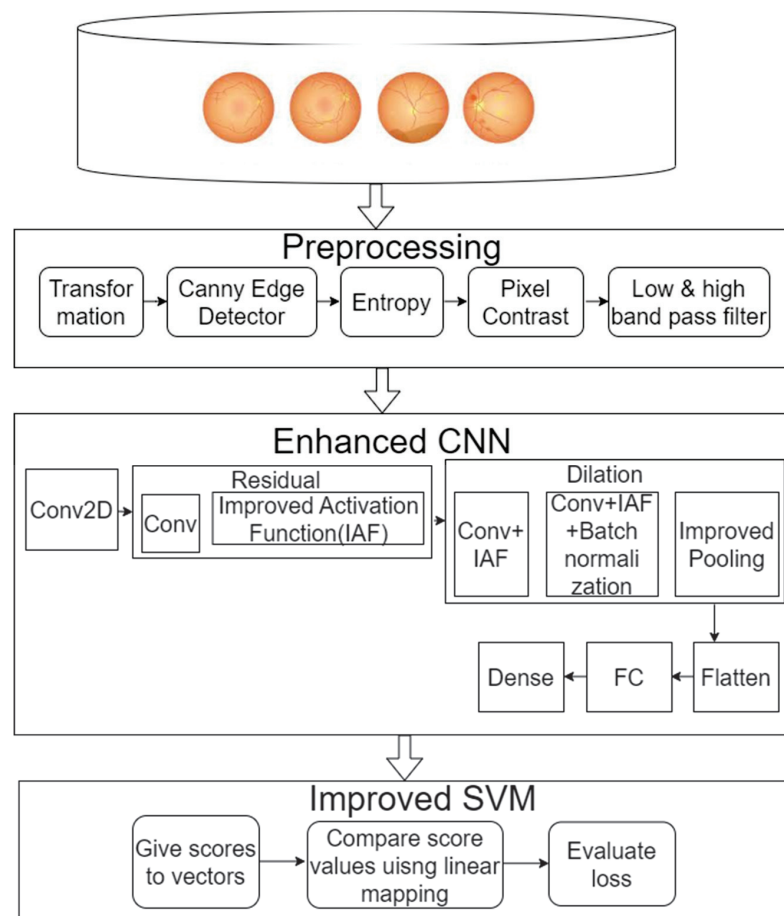 Preprocessing
Transfor
mation
Canny Edge
Detector
Entropy
Pixel
Contrast
Low & high
band pass filter
Enhanced CNN
Conv2D
Residual
Conv
Improved Activation
Function(IAF)
Dilation
Conv+
IAF
Conv+IAF
+Batch
normali
zation
Improved
Pooling
Flatten
FC
Dense
Improved SVM
Give scores
to vectors
Compare score
values uisng linear
mapping
Evaluate
loss